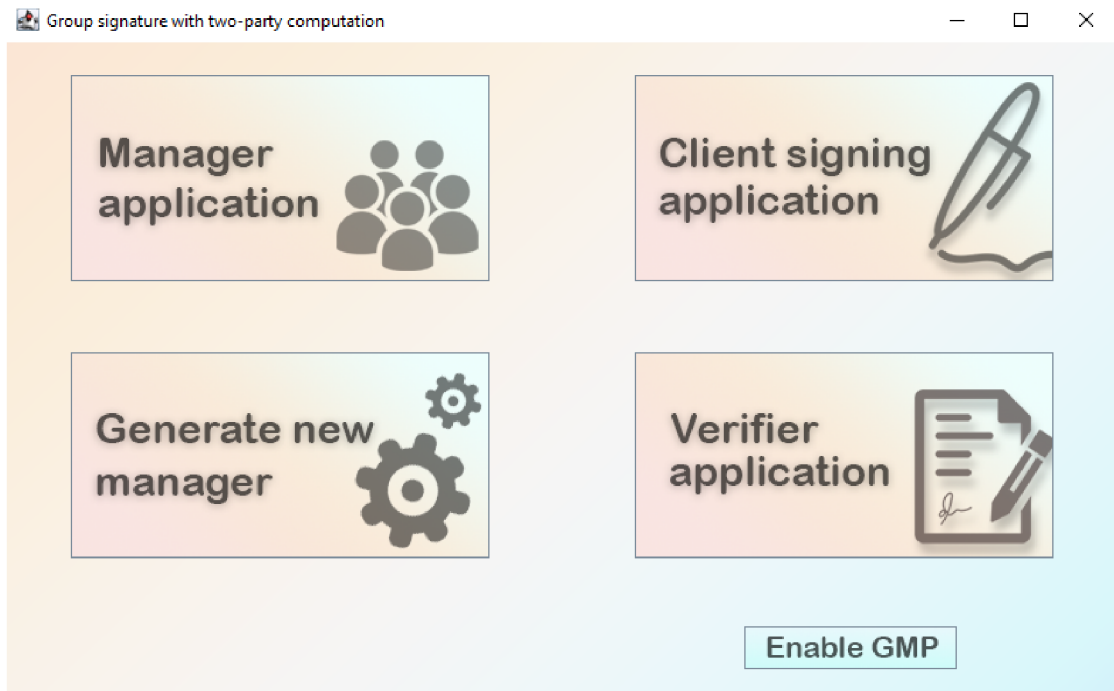 Group signature with two-party computation
Manager
application
Client signing
application
Generate new
manager
Verifier
application
Enable GMP